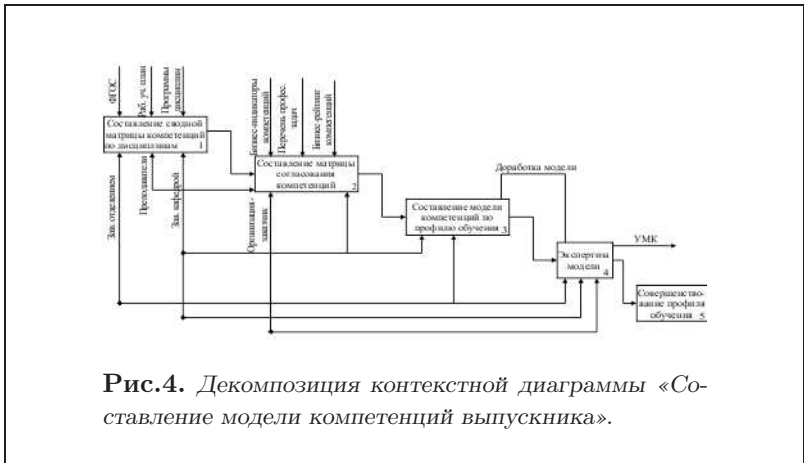 ФГОС
Раб. уч. план
Программы
дисциплин
Составление сводной
матрицы компетенций
по дисциплинам 1
Бизнес-индикаторы
компетенций
Перечень профес.
задач
Бизнес-рейтинг
компетенций
Составление матрицы
согласования
компетенций 2
Зав. отделением
Преподаватели
Зав. кафедрой
Организация-
заказчик
Доработка модели
Составление модели
компетенций по
профилю обучения 3
УМК
Экспертиза
модели
4
Совершенство-
вание профиля
обучения 5
Рис.4. Декомпозиция контекстной диаграммы «Со-
ставление модели компетенций выпускника».